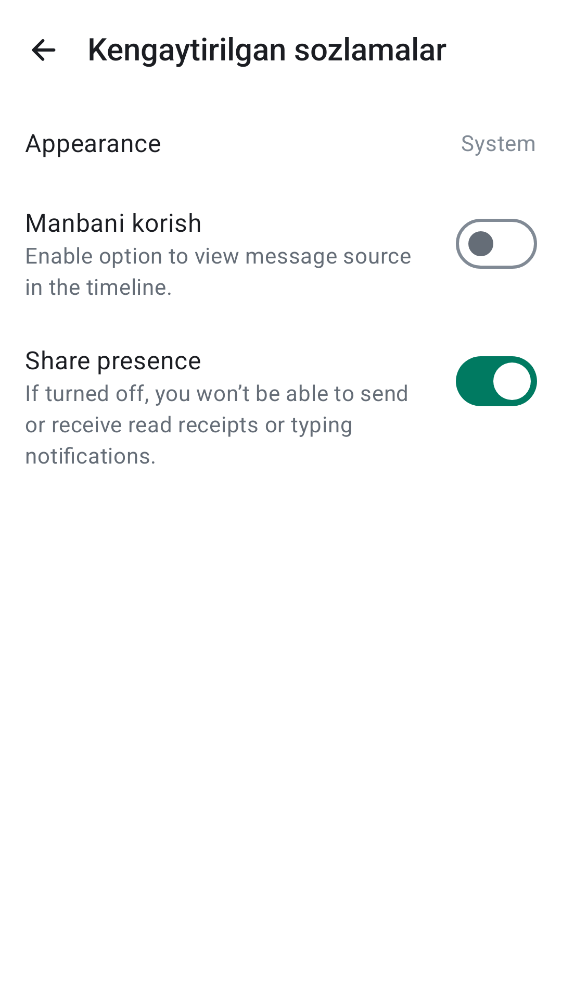 Kengaytirilgan sozlamalar
Appearance
System
Manbani korish
Enable option to view message source
in the timeline.
Share presence
If turned off, you won’t be able to send
or receive read receipts or typing
notifications.